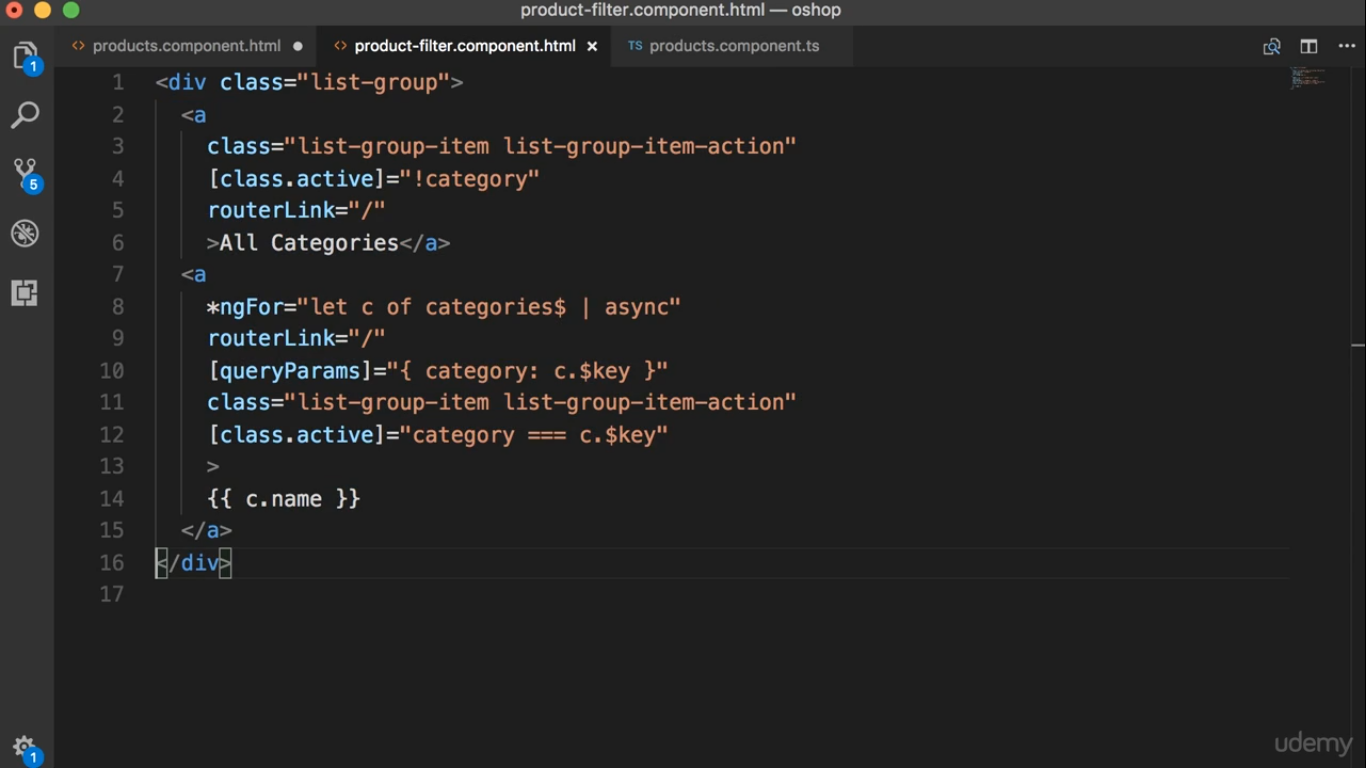 product-filter.component.html — oshop
products.component.html
product-filter.component.html
TS products.component.ts
1
5
1
1 <div class="list-group">
2 <a
3 class="list-group-item list-group-item-action"
4 [class.active]="!category"
5 routerLink="/"
6 >All Categories</a>
7 <a
8 *ngFor="let c of categories$ | async"
9 routerLink="/"
10 [queryParams]="{ category: c.$key }"
11 class="list-group-item list-group-item-action"
12 [class.active]="category === c.$key"
13 >
14 {{ c.name }}
15 </a>
16 </div>
17
udemy